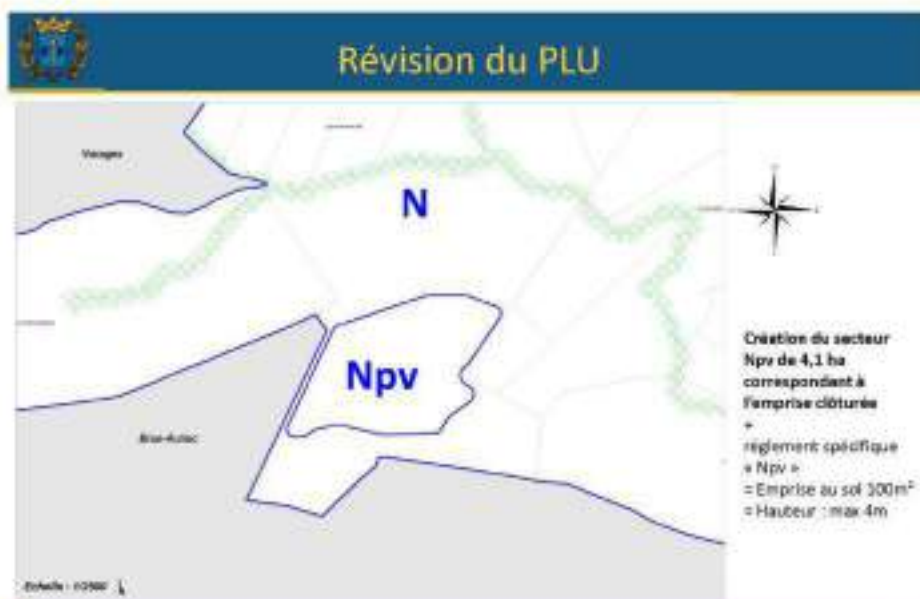 Révision du PLU
N
Npv
Création du secteur
Npv de 4,1 ha
correspondant à
l'emprise clôturée
+
règlement spécifique
« Npv »
= Emprise au sol 100m²
= Hauteur : max 4m